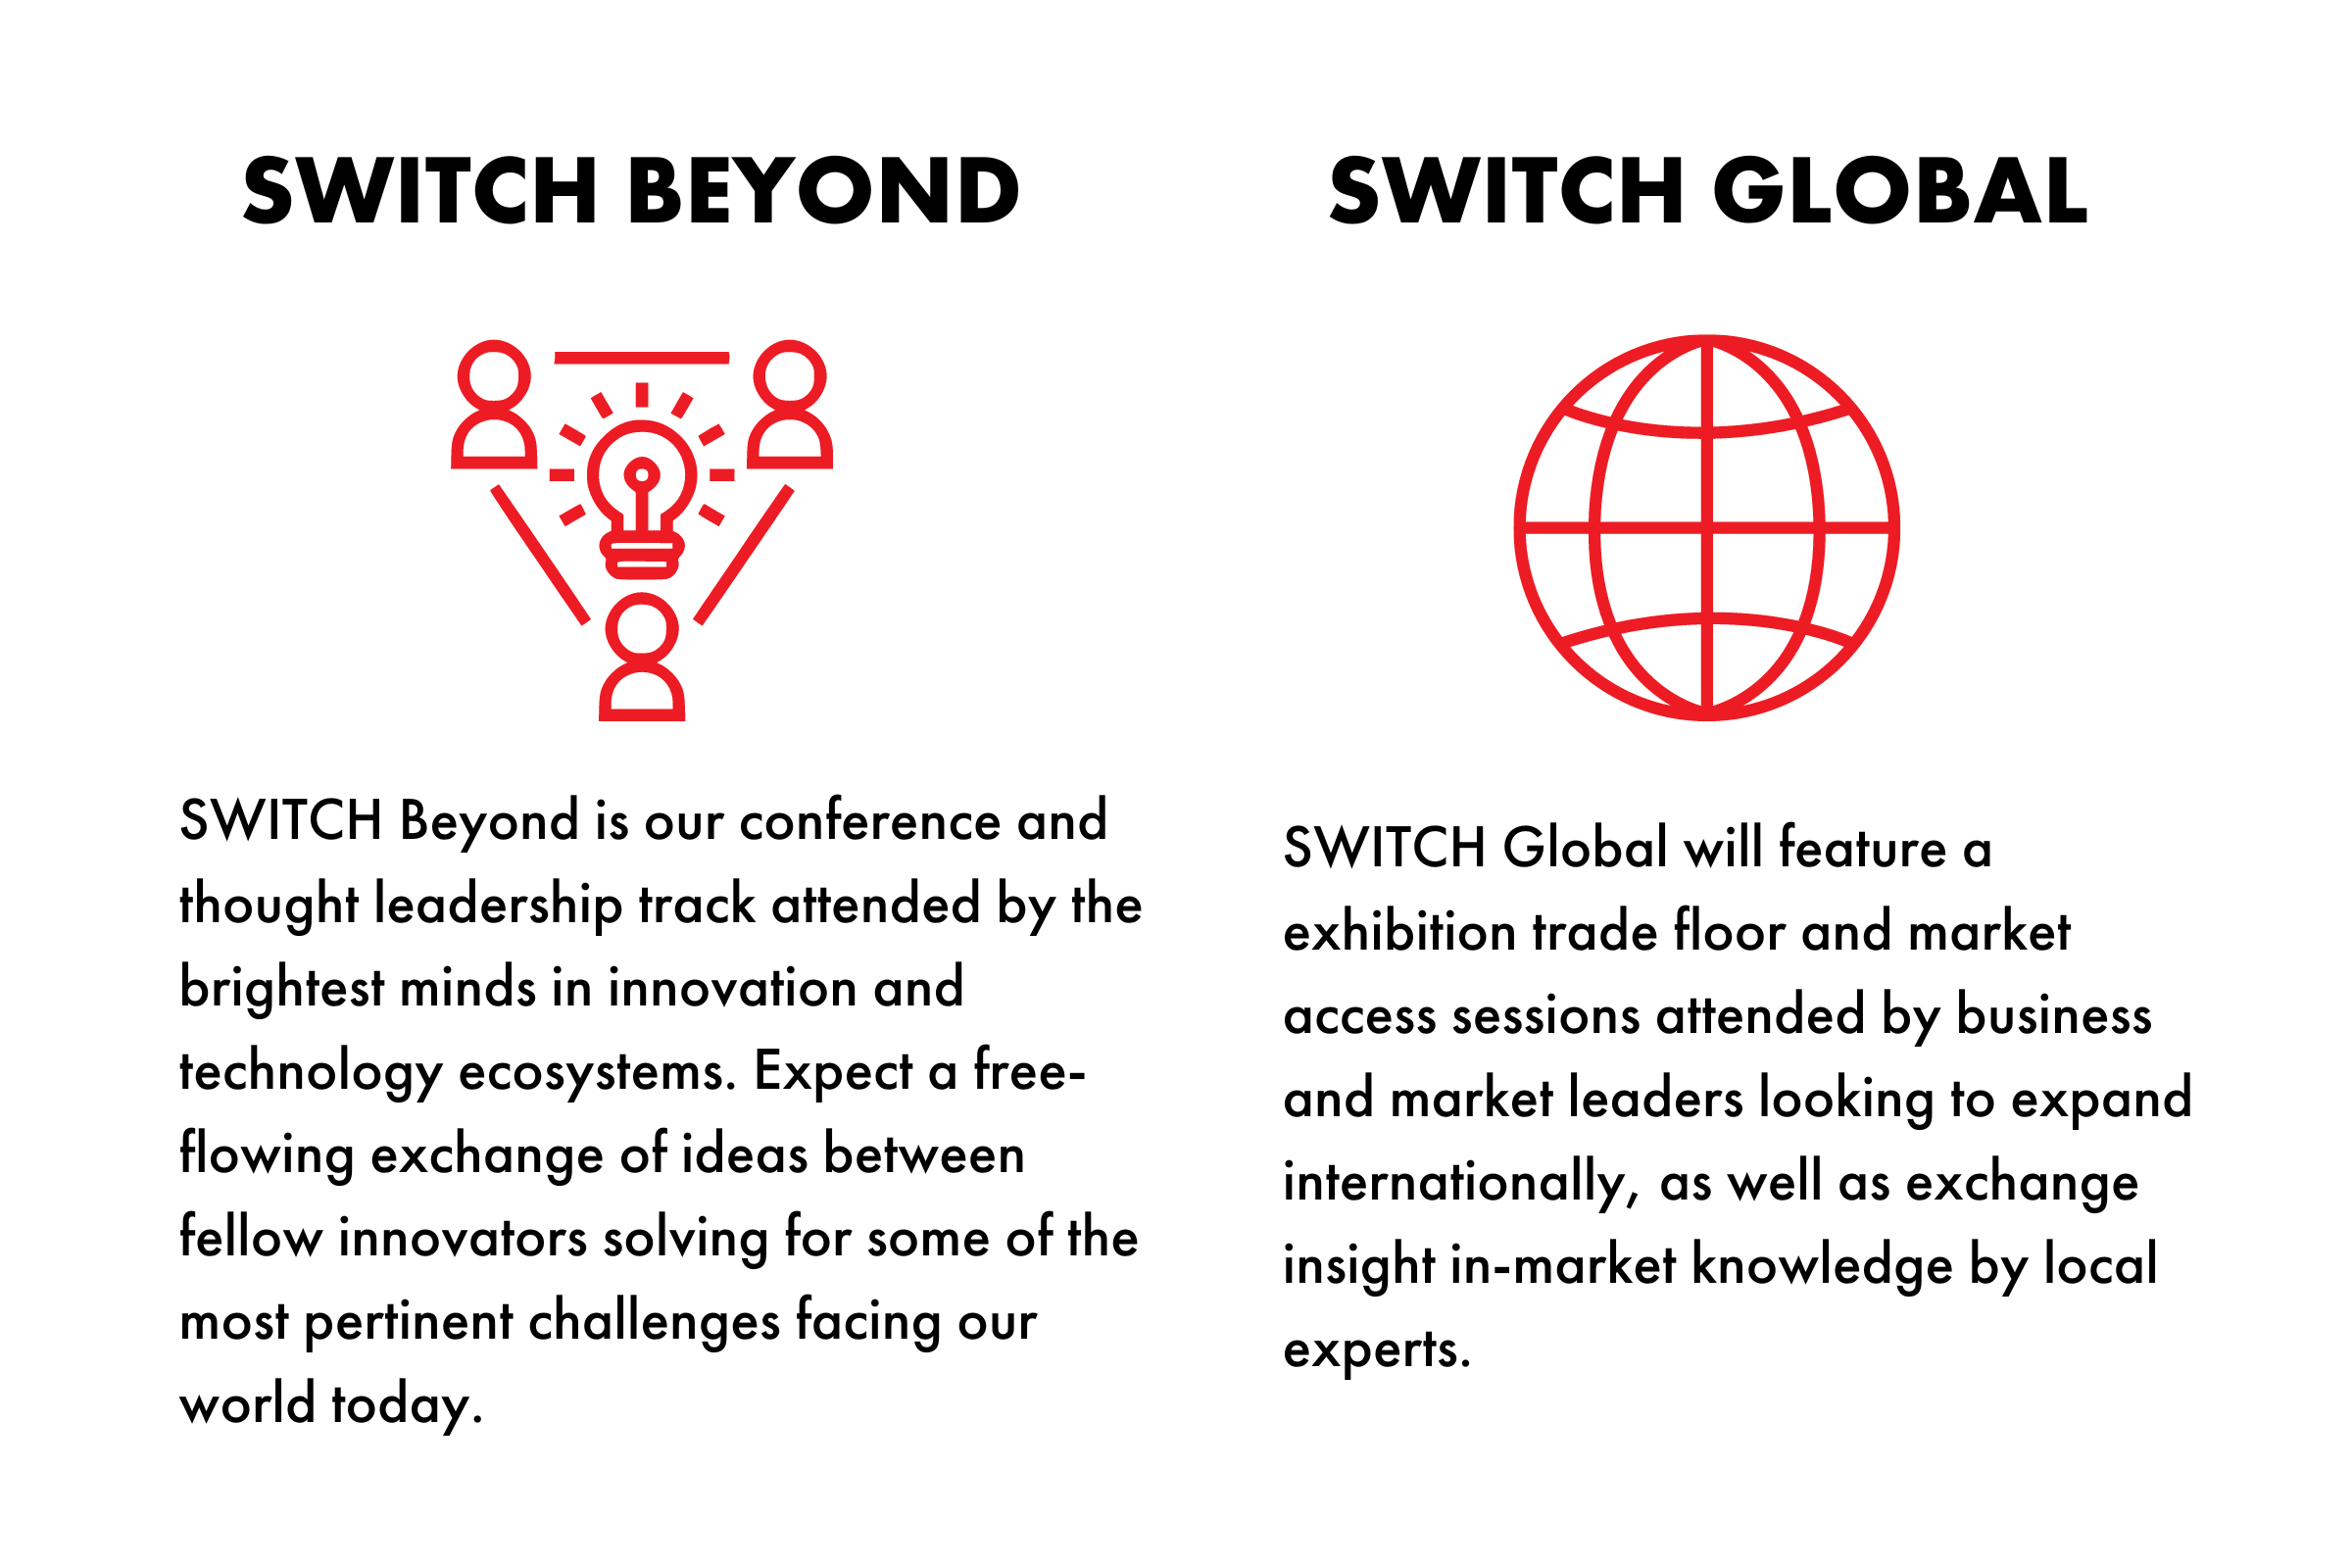 SWITCH BEYOND
SWITCH Beyond is our conference and
thought leadership track attended by the
brightest minds in innovation and
technology ecosystems. Expect a free-
flowing exchange of ideas between
fellow innovators solving for some of the
most pertinent challenges facing our
world today.
SWITCH GLOBAL
SWITCH Global will feature a
exhibition trade floor and market
access sessions attended by business
and market leaders looking to expand
internationally, as well as exchange
insight in-market knowledge by local
experts.